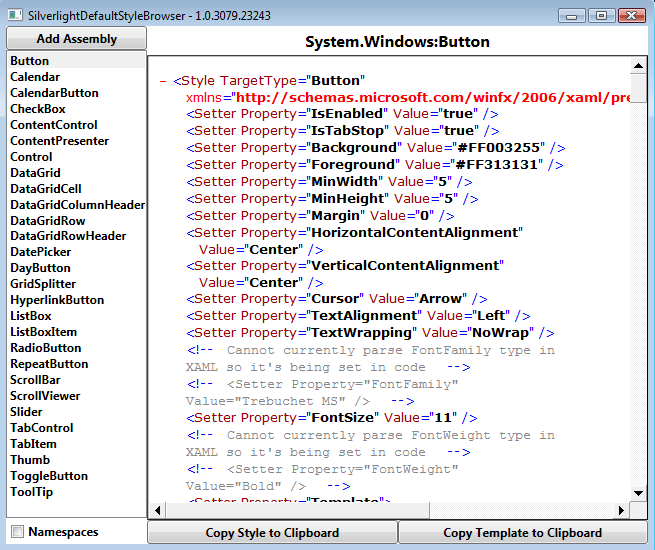 SilverlightDefaultStyleBrowser - 1.0.3079.23243
Add Assembly
System.Windows:Button
Button
Calendar
CalendarButton
CheckBox
ContentControl
ContentPresenter
Control
DataGrid
DataGridCell
DataGridColumnHeader
DataGridRow
DataGridRowHeader
DatePicker
DayButton
GridSplitter
HyperlinkButton
ListBox
ListBoxItem
RadioButton
RepeatButton
ScrollBar
ScrollViewer
Slider
TabControl
TabItem
Thumb
ToggleButton
ToolTip
Namespaces
- <Style TargetType="Button"
xmlns="http://schemas.microsoft.com/winfx/2006/xaml/pre
<Setter Property="IsEnabled" Value="true" />
<Setter Property="IsTabStop" Value="true" />
<Setter Property="Background" Value="#FF003255" />
<Setter Property="Foreground" Value="#FF313131" />
<Setter Property="MinWidth" Value="5" />
<Setter Property="MinHeight" Value="5" />
<Setter Property="Margin" Value="0" />
<Setter Property="HorizontalContentAlignment"
Value="Center" />
<Setter Property="VerticalContentAlignment"
Value="Center" />
<Setter Property="Cursor" Value="Arrow" />
<Setter Property="TextAlignment" Value="Left" />
<Setter Property="TextWrapping" Value="NoWrap" />
<!-- Cannot currently parse FontFamily type in
XAML so it's being set in code -->
<!-- <Setter Property="FontFamily"
Value="Trebuchet MS" /> -->
<Setter Property="FontSize" Value="11" />
<!-- Cannot currently parse FontWeight type in
XAML so it's being set in code -->
<!-- <Setter Property="FontWeight"
Value="Bold" /> -->
<Setter Property="Template">
Copy Style to Clipboard
Copy Template to Clipboard